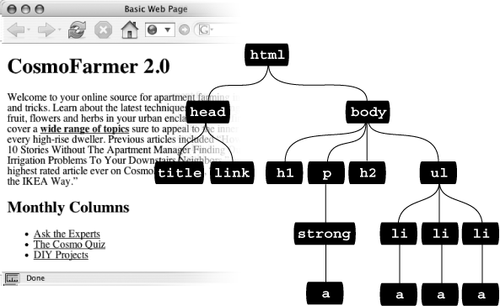 Basic Web Page
CosmoFarmer 2.0
Welcome to your online source for apartment farming
and tricks. Learn about the latest technique
fruit, flowers and herbs in your urban encla
cover a wide range of topics sure to appeal to the inne
every high-rise dweller. Previous articles included
10 Stories Without The Apartment Manager Finding
Irrigation Problems To Your Downstairs Neighbor
highest rated article ever on Cosmo
the IKEA Way."
Monthly Columns
Ask the Experts
The Cosmo Quiz
DIY Projects
Done
html
head body
title link h1 p h2 ul
strong li li li
a a a a